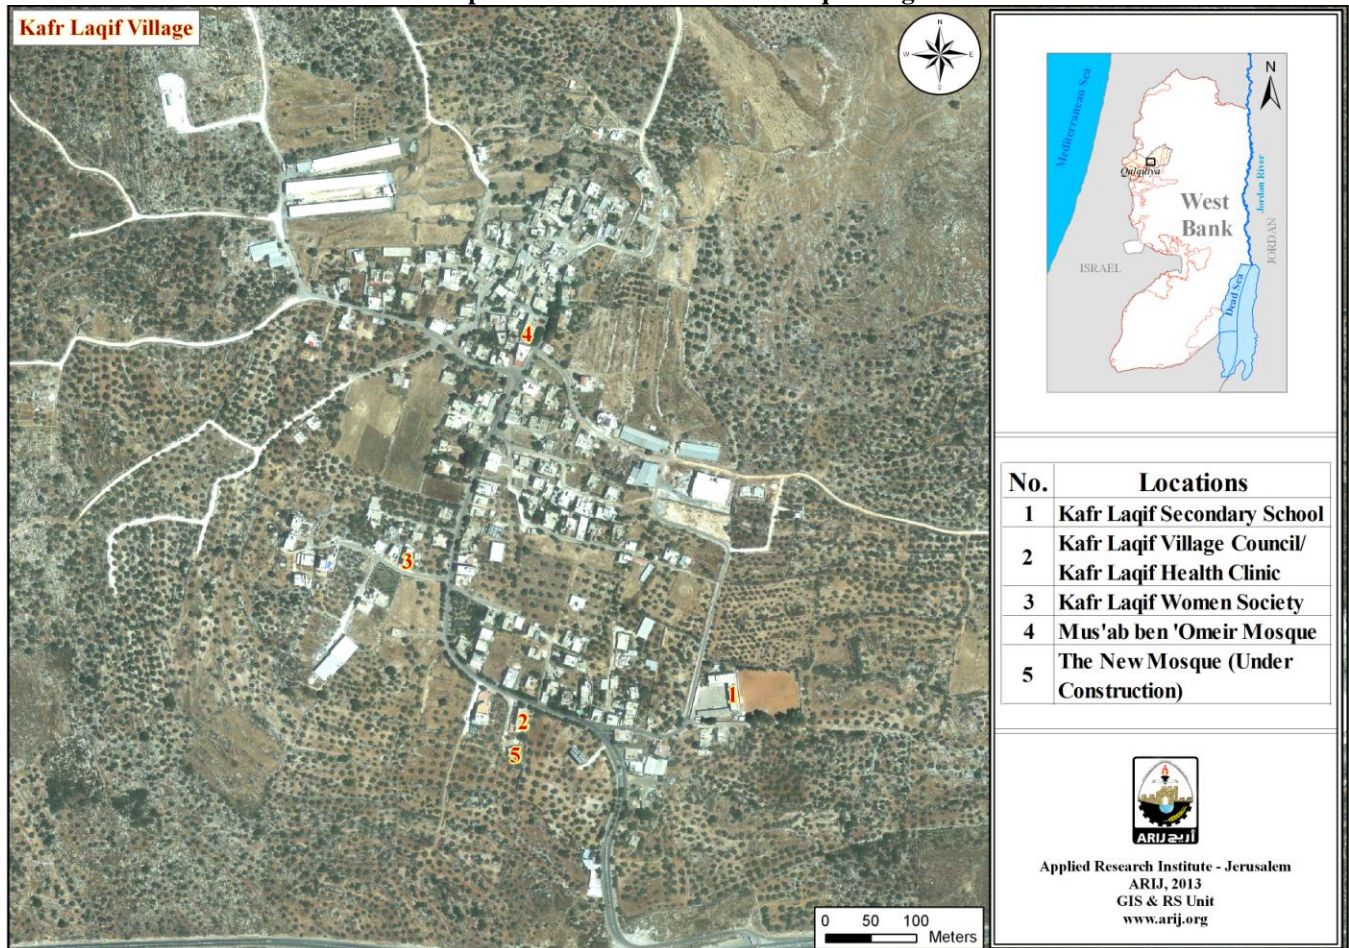 Kafr Laqif Village
N
W
E
S
4
3
1
2
5
0 50 100
Meters
N
Mediterranean Sea
Qalqiliya
West
Bank
Jordan River
JORDAN
ISRAEL
Dead Sea
No. Locations
1 Kafr Laqif Secondary School
2 Kafr Laqif Village Council/
Kafr Laqif Health Clinic
3 Kafr Laqif Women Society
4 Mus'ab ben 'Omeir Mosque
5 The New Mosque (Under
Construction)
ARIJ أريج
Applied Research Institute - Jerusalem
ARIJ, 2013
GIS & RS Unit
www.arij.org